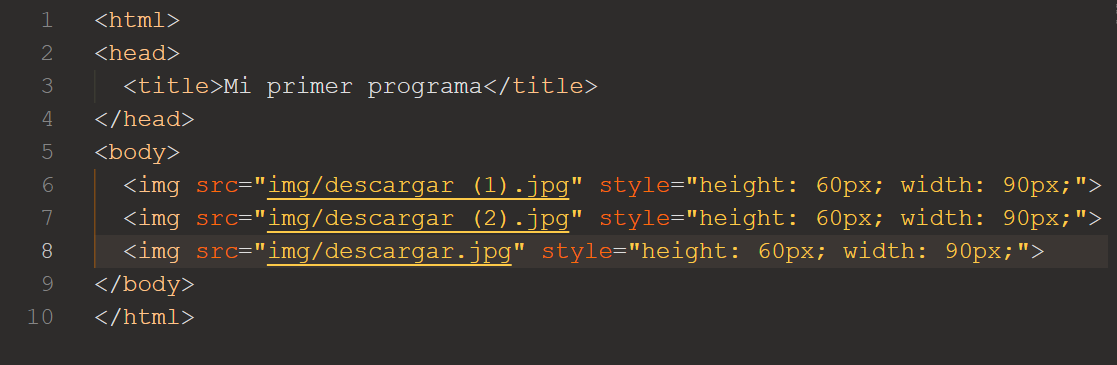 1 <html>
2 <head>
3 <title>Mi primer programa</title>
4 </head>
5 <body>
6 <img src="img/descargar (1).jpg" style="height: 60px; width: 90px;">
7 <img src="img/descargar (2).jpg" style="height: 60px; width: 90px;">
8 <img src="img/descargar.jpg" style="height: 60px; width: 90px;">
9 </body>
10 </html>